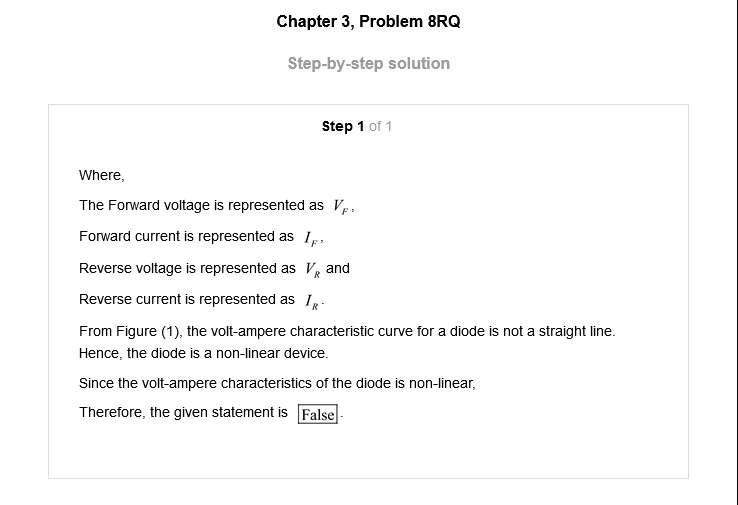 Chapter 3, Problem 8RQ
Step-by-step solution
Step 1 of 1
Where,
The Forward voltage is represented as V_F,
Forward current is represented as I_F,
Reverse voltage is represented as V_R and
Reverse current is represented as I_R.
From Figure (1), the volt-ampere characteristic curve for a diode is not a straight line.
Hence, the diode is a non-linear device.
Since the volt-ampere characteristics of the diode is non-linear,
Therefore, the given statement is False.